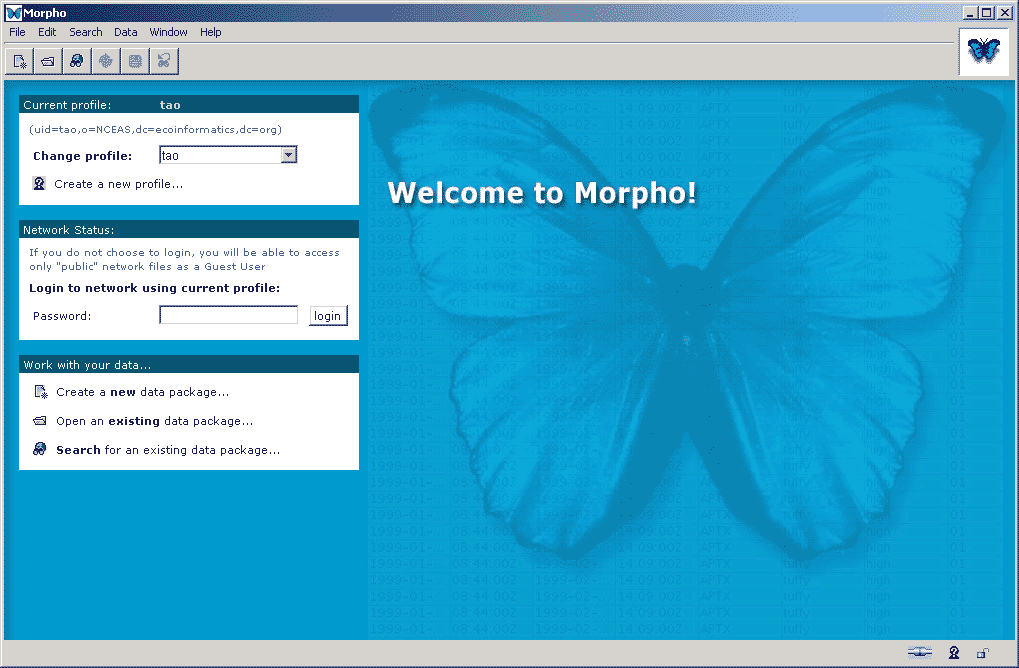 Morpho
File Edit Search Data Window Help
Current profile: tao
(uid=tao,o=NCEAS,dc=ecoinformatics,dc=org)
Change profile: tao
Create a new profile...
Welcome to Morpho!
Network Status:
If you do not choose to login, you will be able to access
only "public" network files as a Guest User
Login to network using current profile:
Password: login
Work with your data...
Create a new data package...
Open an existing data package...
Search for an existing data package...